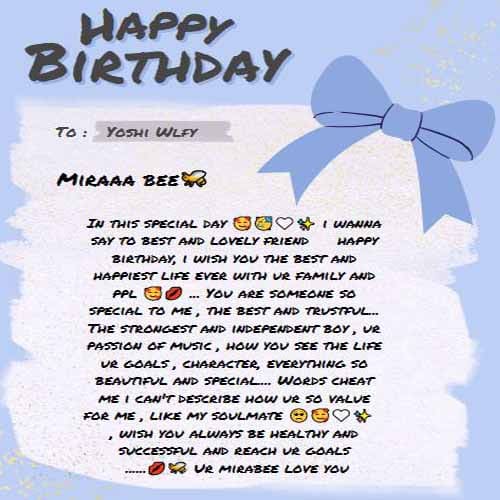 Happy
Birthday
To : Yoshi Wlfy
Miraaa bee🐝
In this special day 🥰🥳🤍✨ i wanna
say to best and lovely friend happy
birthday, i wish you the best and
happiest life ever with ur family and
ppl 🥰💋 ... You are someone so
special to me , the best and trustful...
The strongest and independent boy , ur
passion of music , how you see the life
ur goals , character, everything so
beautiful and special.... Words cheat
me i can't describe how ur so value
for me , like my soulmate 🥺🥰🤍✨
, wish you always be healthy and
successful and reach ur goals
......💋🐝 Ur mirabee love you